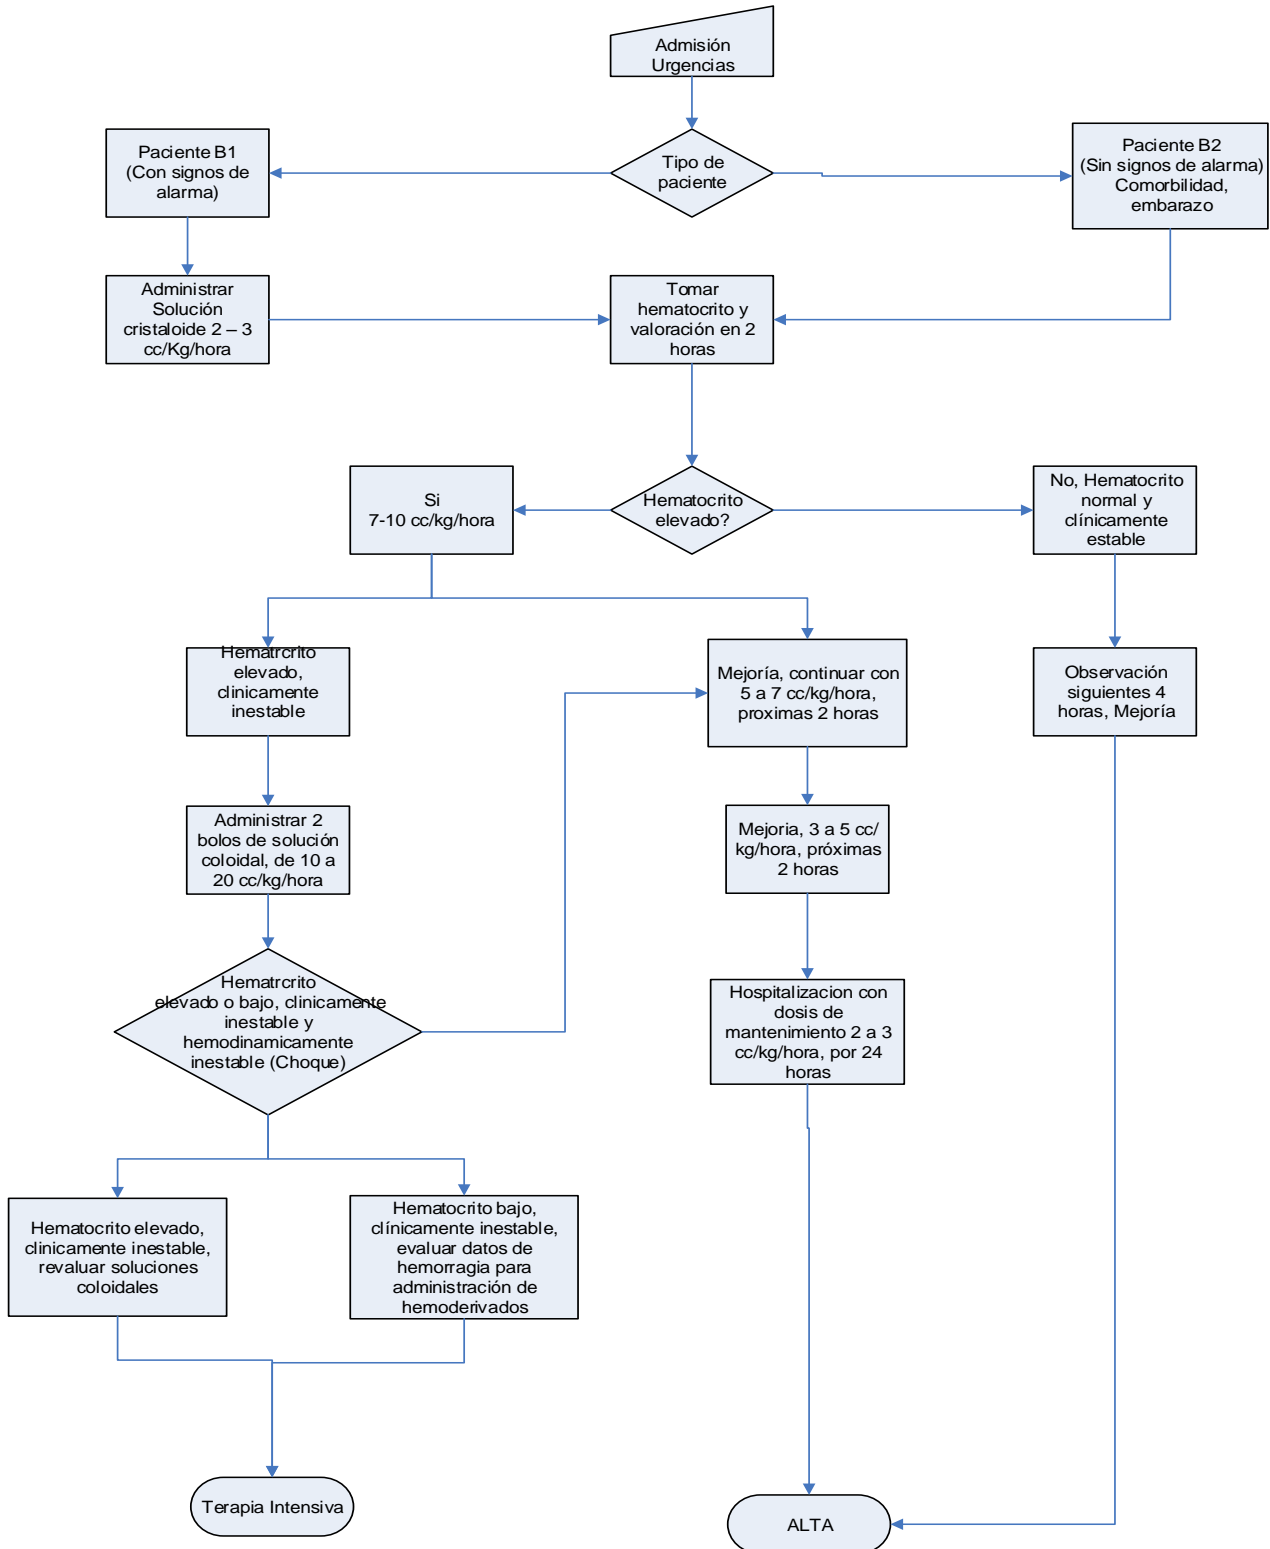 Admisión
Urgencias
Tipo de
paciente
Paciente B1
(Con signos de
alarma)
Paciente B2
(Sin signos de alarma)
Comorbilidad,
embarazo
Administrar
Solución
cristaloide 2 – 3
cc/Kg/hora
Tomar
hematocrito y
valoración en 2
horas
Si
7-10 cc/kg/hora
Hematocrito
elevado?
No, Hematocrito
normal y
clínicamente
estable
Hematrcrito
elevado,
clinicamente
inestable
Mejoría, continuar con
5 a 7 cc/kg/hora,
proximas 2 horas
Observación
siguientes 4
horas, Mejoría
Administrar 2
bolos de solución
coloidal, de 10 a
20 cc/kg/hora
Mejoria, 3 a 5 cc/
kg/hora, próximas
2 horas
Hematrcrito
elevado o bajo, clinicamente
inestable y
hemodinamicamente
inestable (Choque)
Hospitalizacion con
dosis de
mantenimiento 2 a 3
cc/kg/hora, por 24
horas
Hematocrito elevado,
clinicamente inestable,
revaluar soluciones
coloidales
Hematocrito bajo,
clínicamente inestable,
evaluar datos de
hemorragia para
administración de
hemoderivados
Terapia Intensiva
ALTA